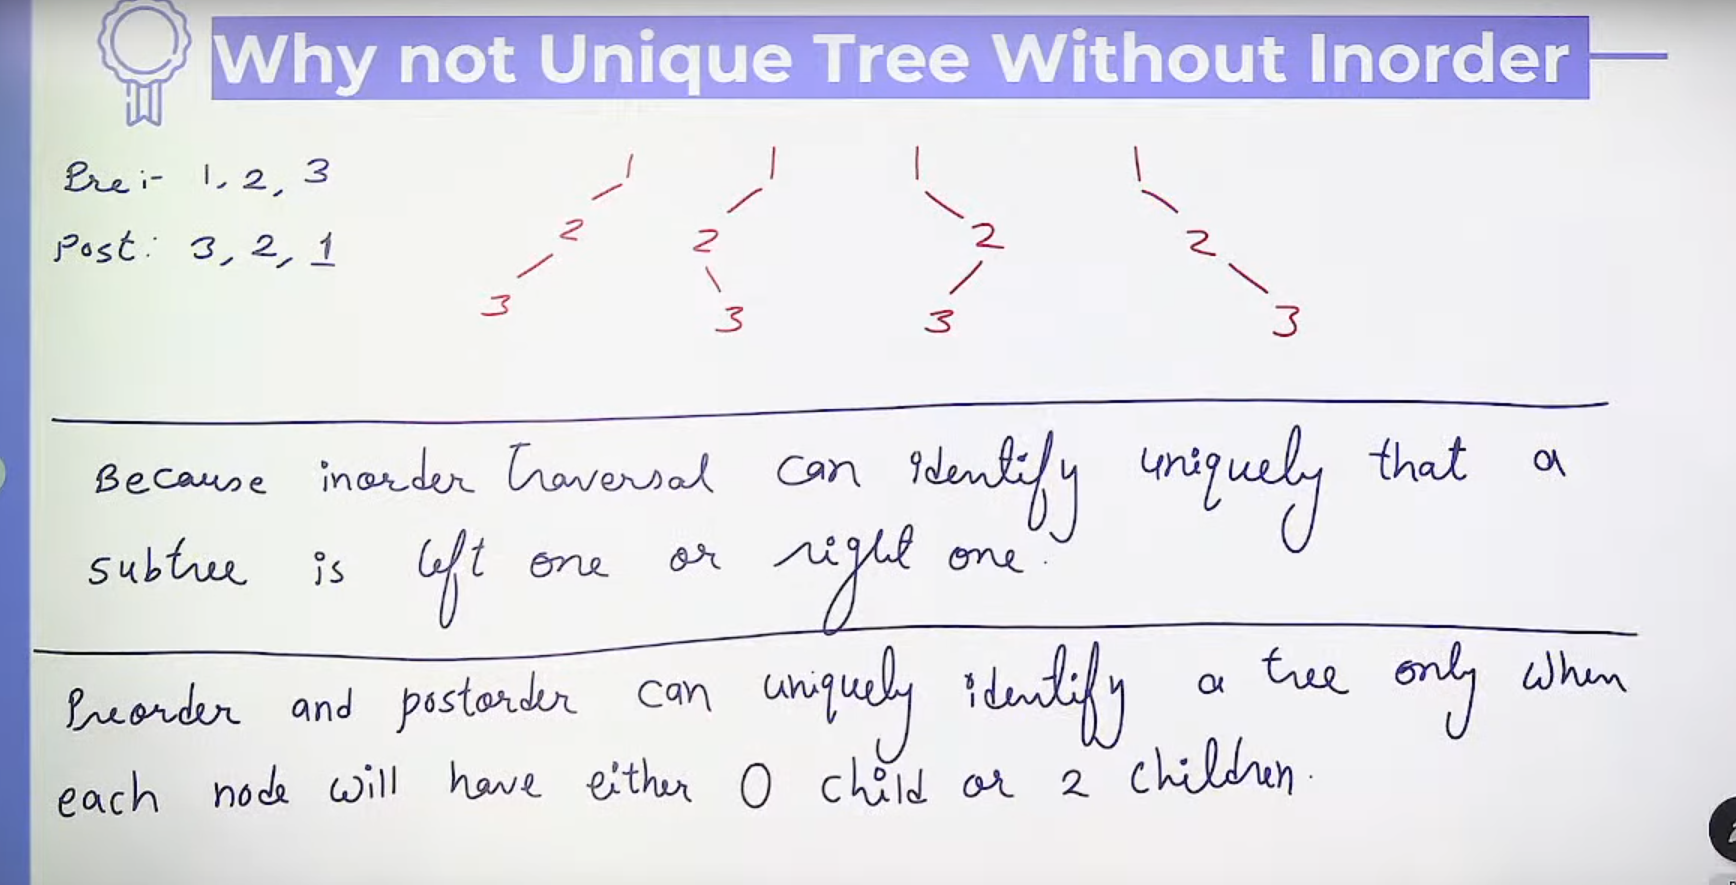 Why not Unique Tree Without Inorder
Pre:- 1, 2, 3
Post: 3, 2, 1
1 1 1 1
2 2 2 2
3 3 3 3
Because inorder traversal can identify uniquely that a
subtree is left one or right one.
Preorder and postorder can uniquely identify a tree only when
each node will have either 0 child or 2 children.